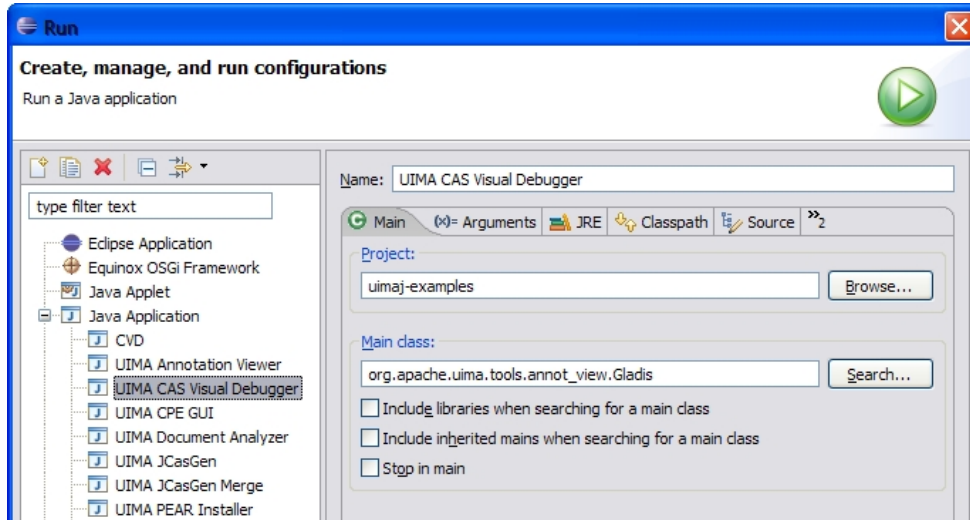 Run
Create, manage, and run configurations
Run a Java application
type filter text
Eclipse Application
Equinox OSGi Framework
Java Applet
Java Application
CVD
UIMA Annotation Viewer
UIMA CAS Visual Debugger
UIMA CPE GUI
UIMA Document Analyzer
UIMA JCasGen
UIMA JCasGen Merge
UIMA PEAR Installer
Name: UIMA CAS Visual Debugger
Main (x)= Arguments JRE Classpath Source »2
Project:
uimaj-examples Browse...
Main class:
org.apache.uima.tools.annot_view.Gladis Search...
Include libraries when searching for a main class
Include inherited mains when searching for a main class
Stop in main